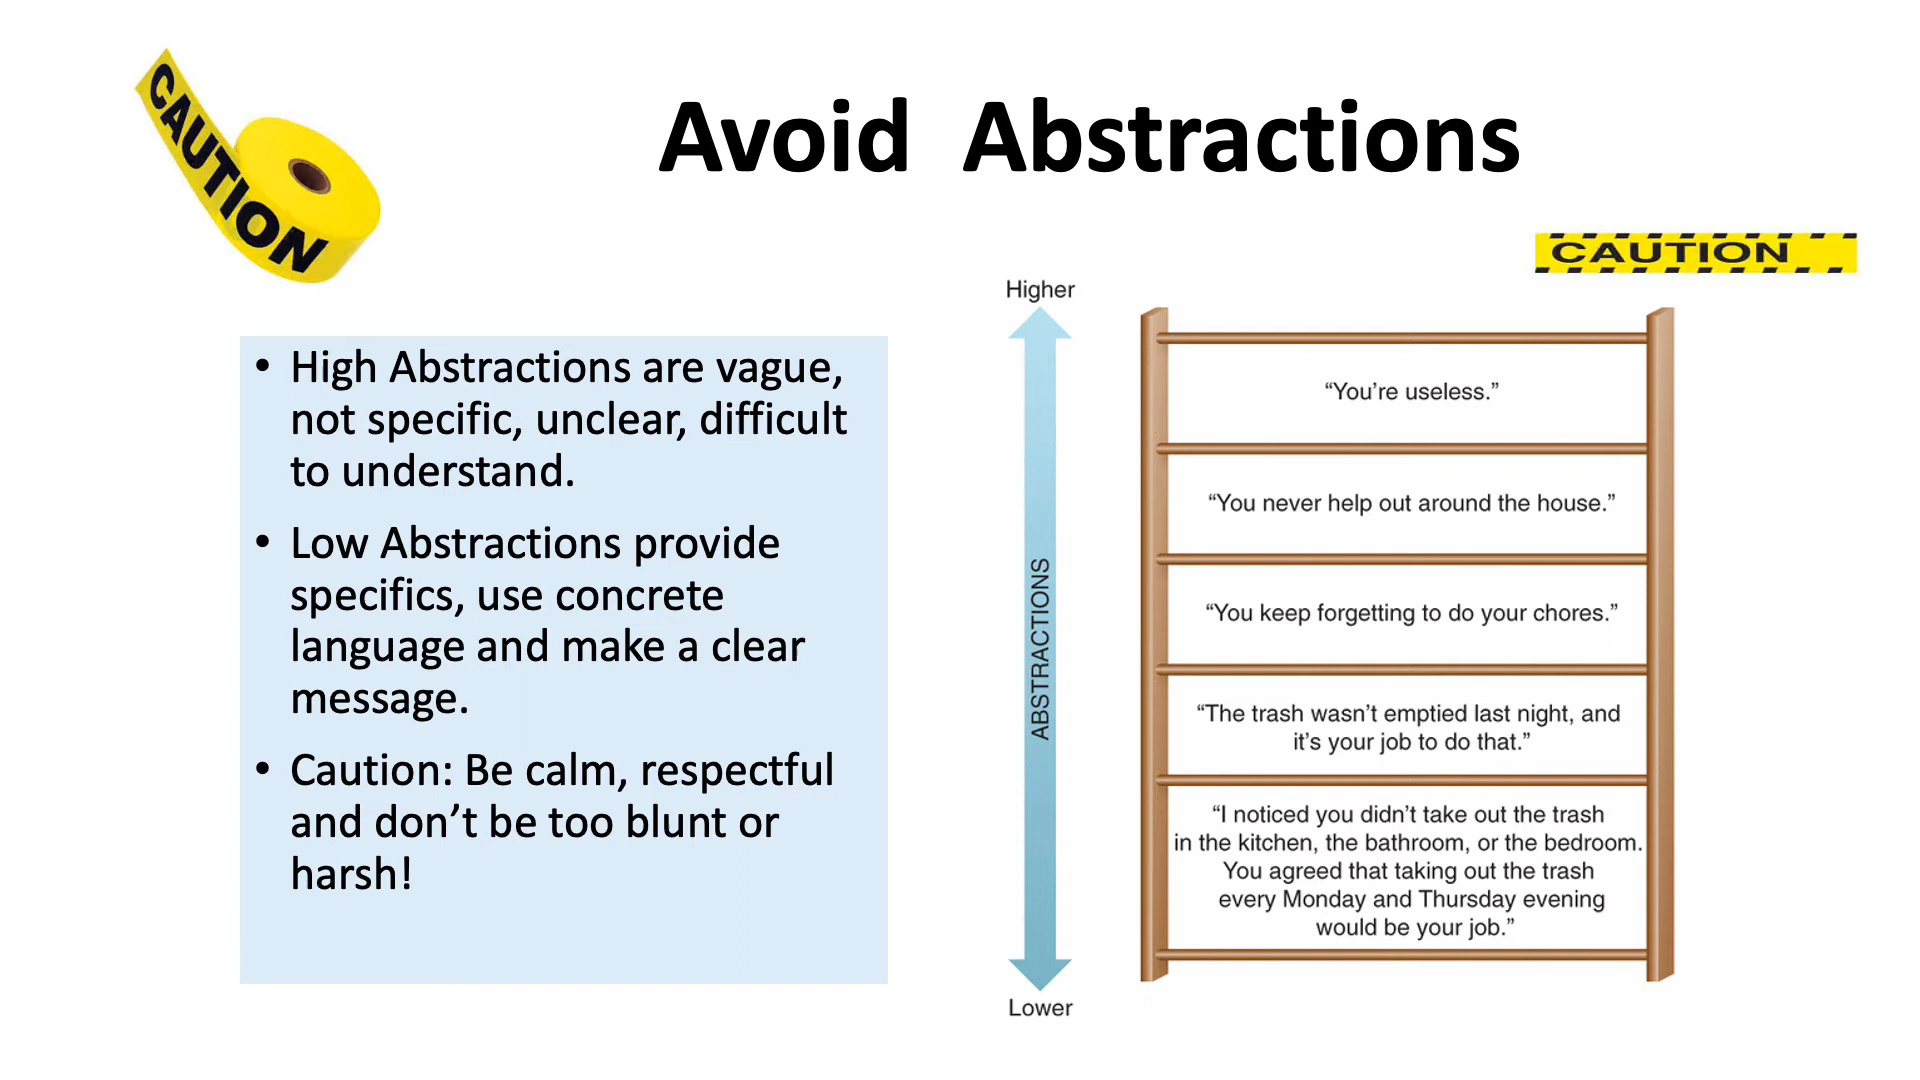 CAUTION
Avoid Abstractions
CAUTION
• High Abstractions are vague,
not specific, unclear, difficult
to understand.
• Low Abstractions provide
specifics, use concrete
language and make a clear
message.
• Caution: Be calm, respectful
and don’t be too blunt or
harsh!
Higher
ABSTRACTIONS
Lower
“You’re useless.”
“You never help out around the house.”
“You keep forgetting to do your chores.”
“The trash wasn’t emptied last night, and
it’s your job to do that.”
“I noticed you didn’t take out the trash
in the kitchen, the bathroom, or the bedroom.
You agreed that taking out the trash
every Monday and Thursday evening
would be your job.”